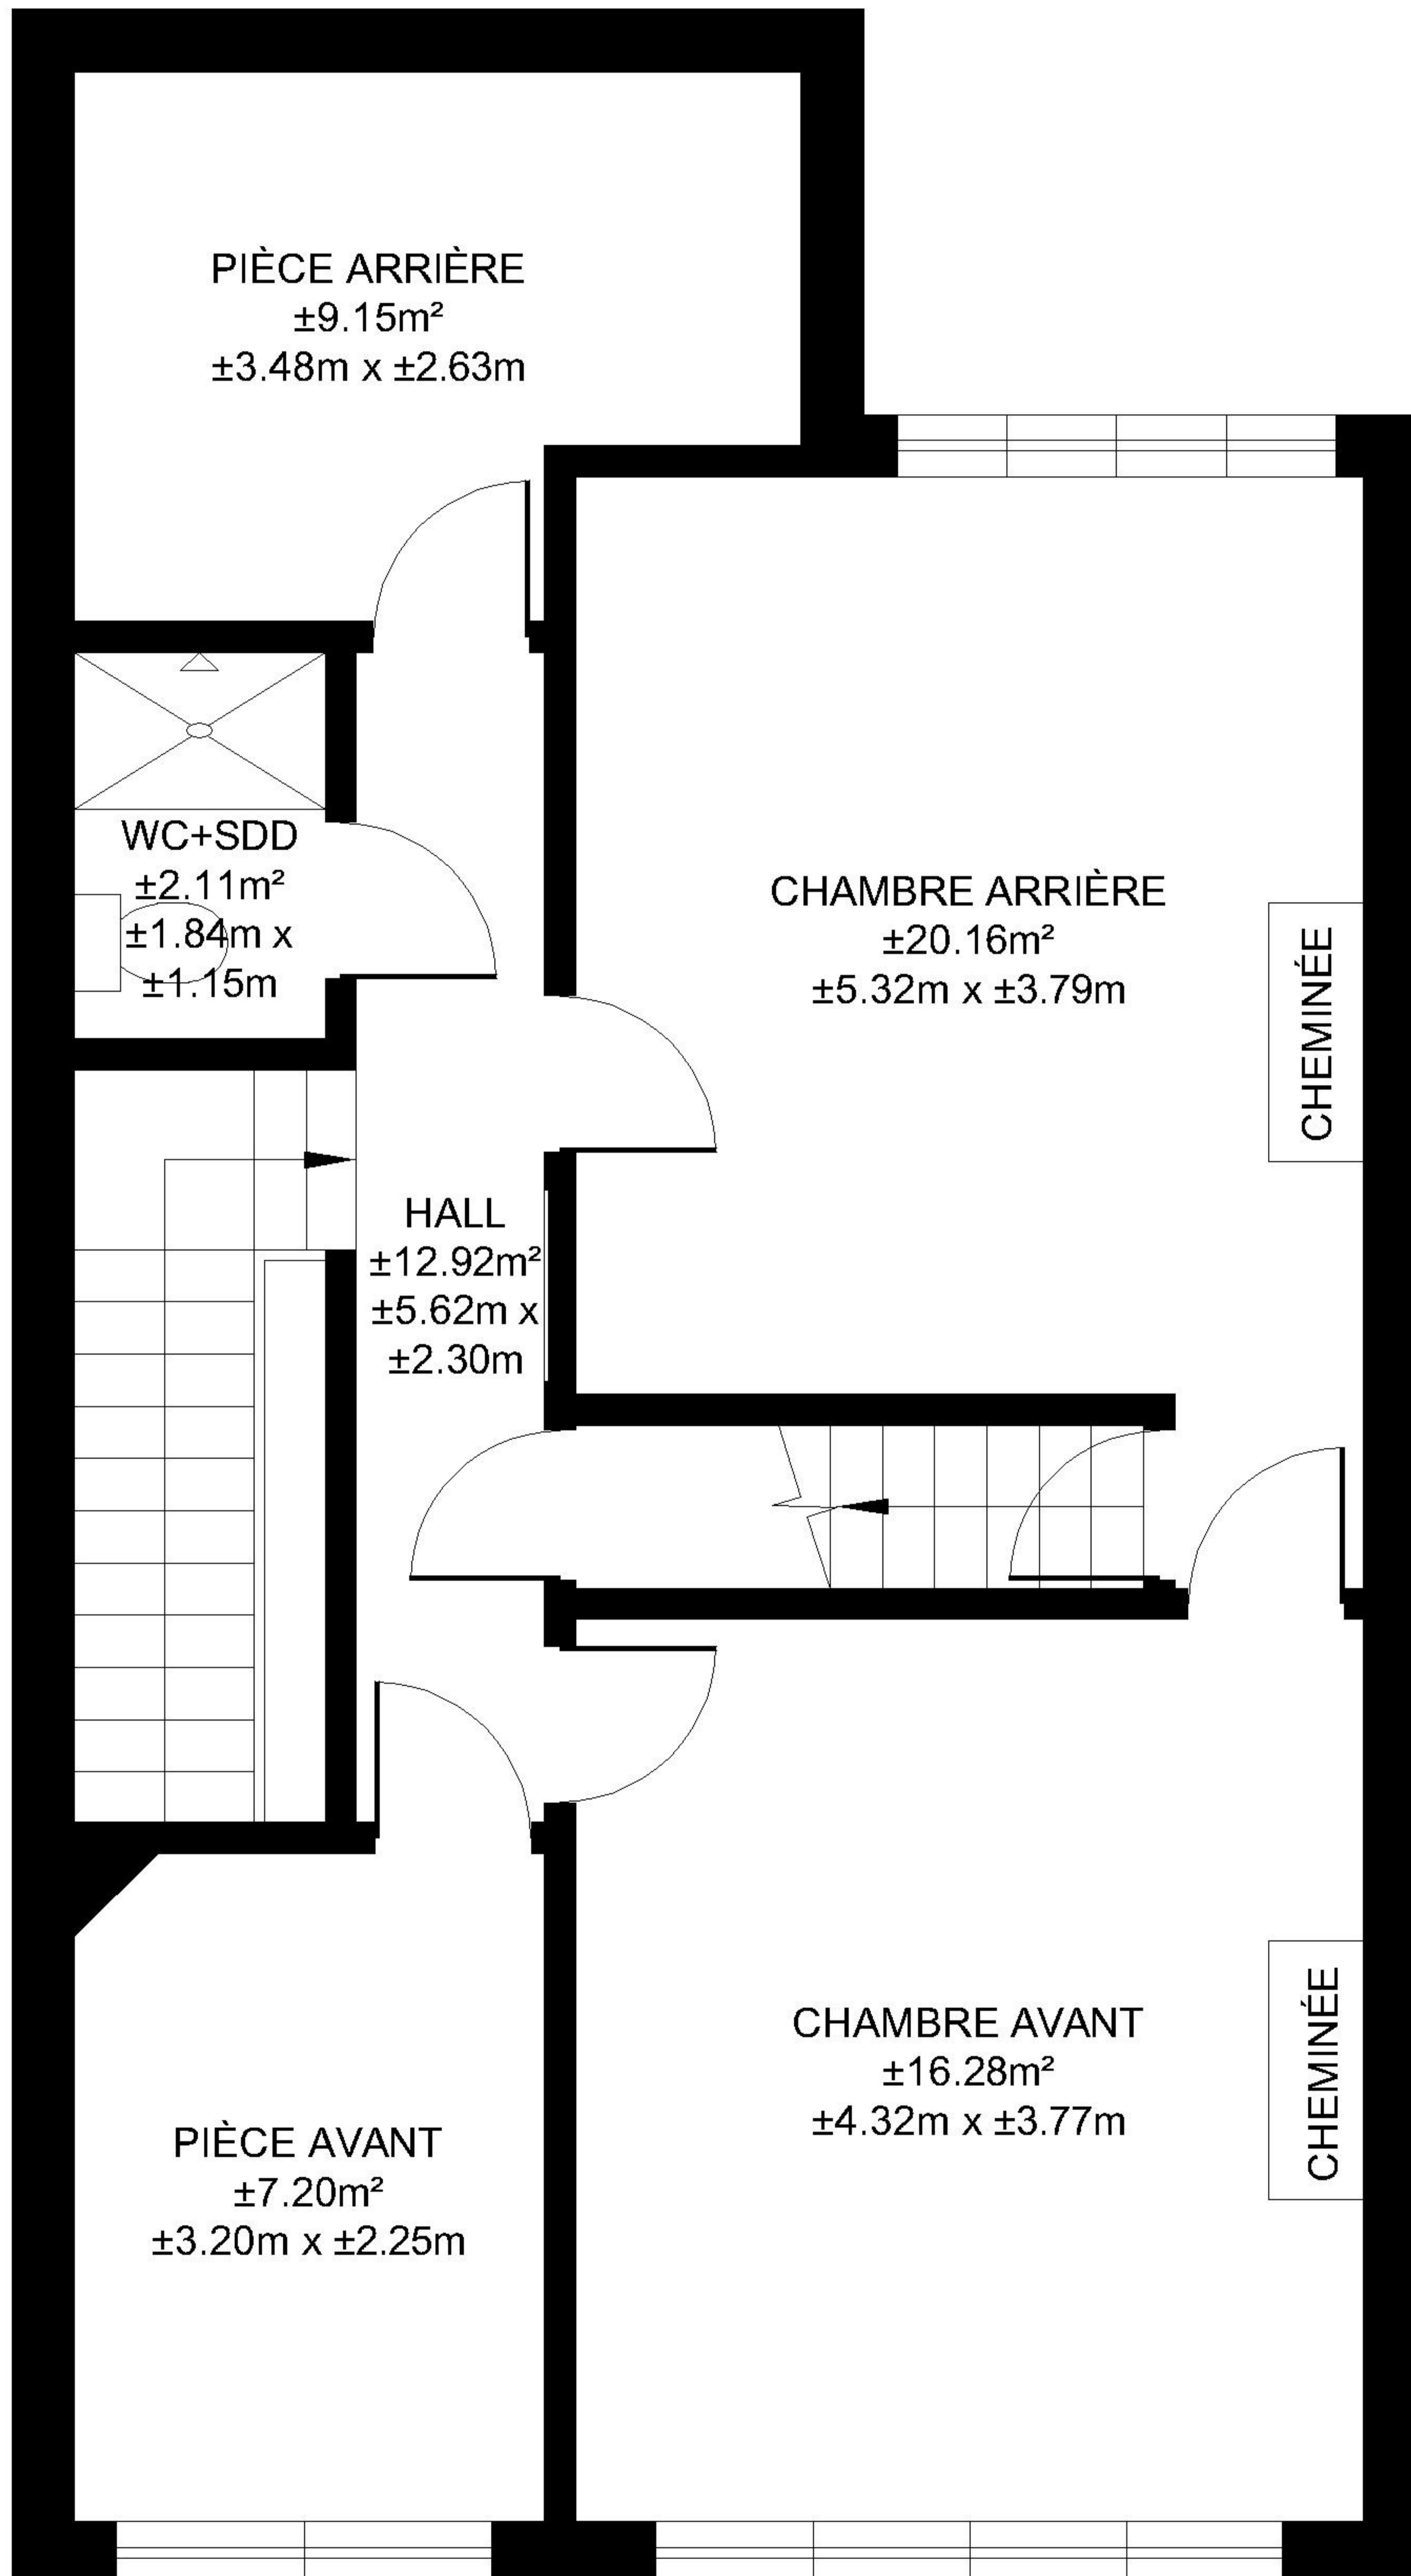 PIÈCE ARRIÈRE
±9.15m²
±3.48m x ±2.63m
WC+SDD
±2.11m²
±1.84m x
±1.15m
CHAMBRE ARRIÈRE
±20.16m²
±5.32m x ±3.79m
CHEMINÉE
HALL
±12.92m²
±5.62m x
±2.30m
CHAMBRE AVANT
±16.28m²
±4.32m x ±3.77m
CHEMINÉE
PIÈCE AVANT
±7.20m²
±3.20m x ±2.25m